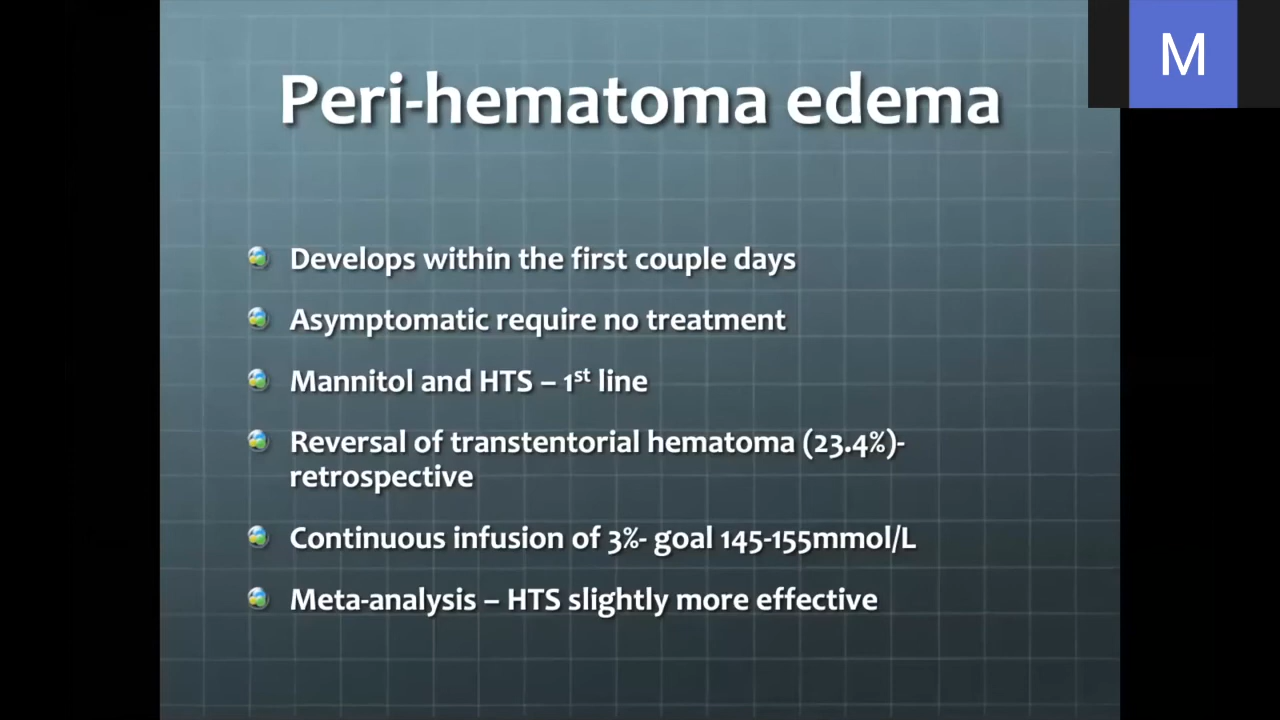 M
Peri-hematoma edema
Develops within the first couple days
Asymptomatic require no treatment
Mannitol and HTS – 1st line
Reversal of transtentorial hematoma (23.4%)-
retrospective
Continuous infusion of 3%- goal 145-155mmol/L
Meta-analysis – HTS slightly more effective